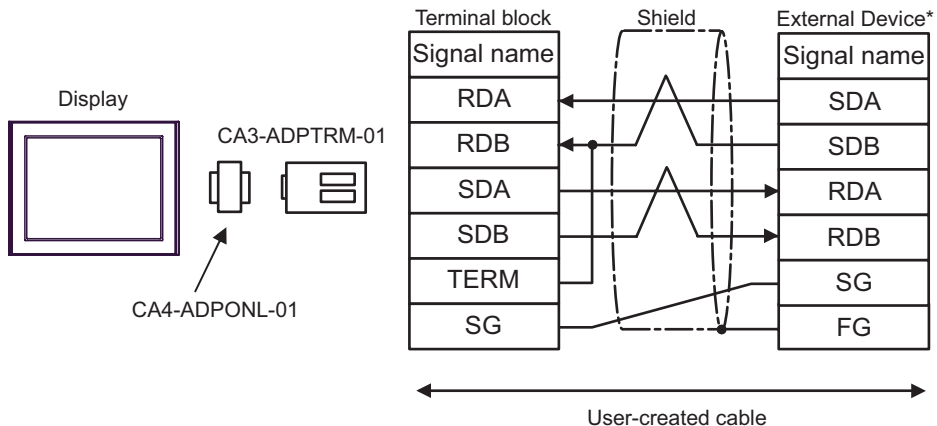 Display
CA3-ADPTRM-01
CA4-ADPONL-01
Terminal block
Signal name
RDA
RDB
SDA
SDB
TERM
SG
Shield
External Device*
Signal name
SDA
SDB
RDA
RDB
SG
FG
User-created cable